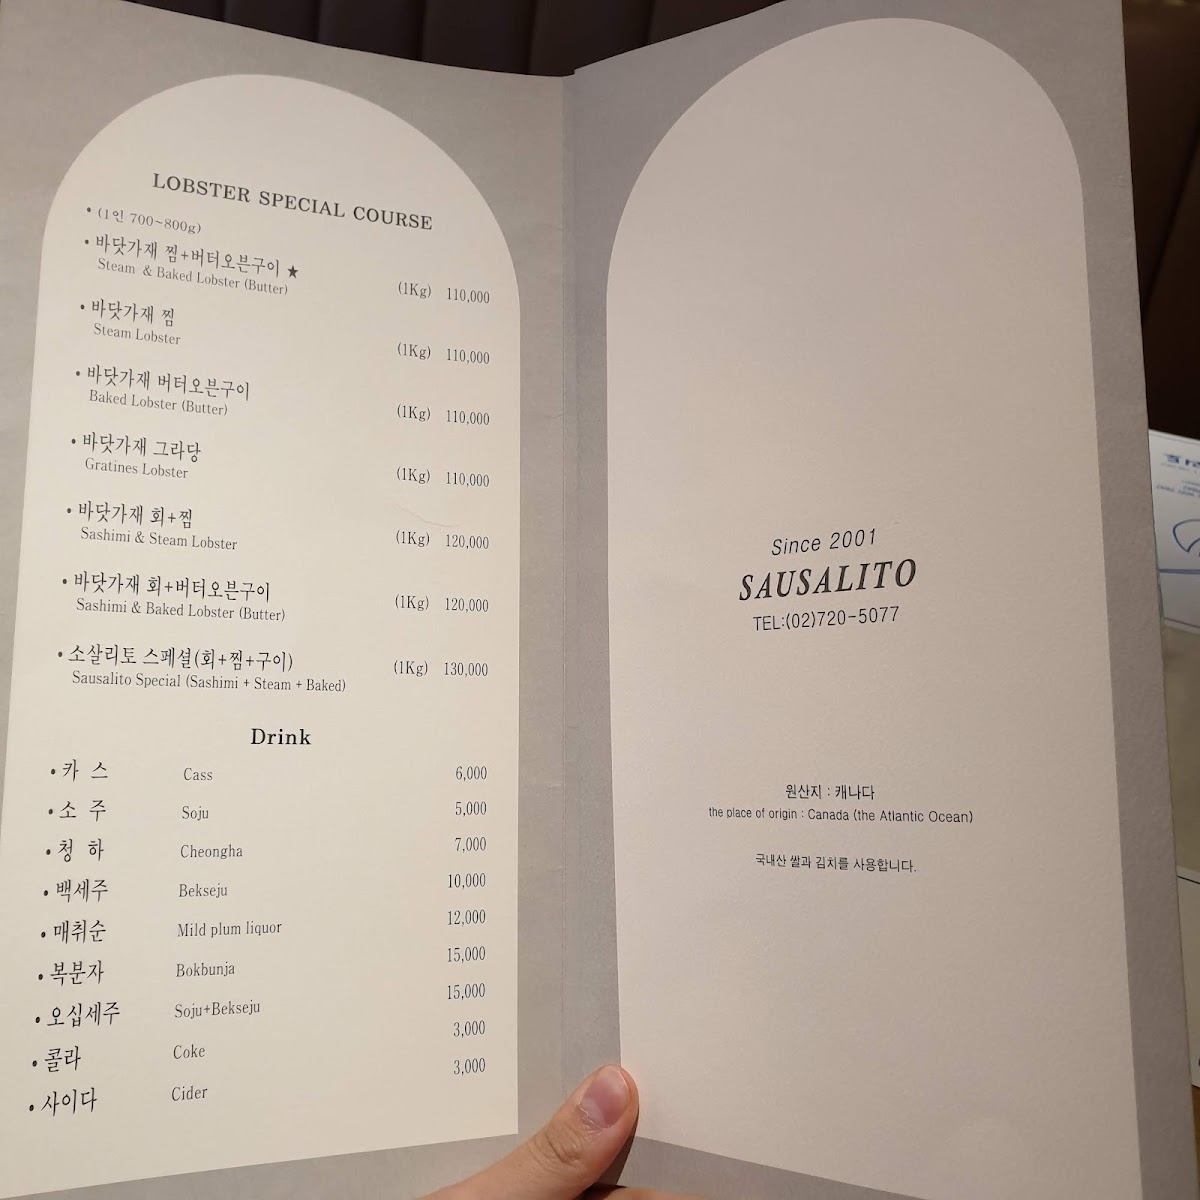 LOBSTER SPECIAL COURSE
• (1인 700~800g)
• 바닷가재 찜+버터오븐구이 ★
Steam & Baked Lobster (Butter) (1Kg) 110,000
• 바닷가재 찜
Steam Lobster (1Kg) 110,000
• 바닷가재 버터오븐구이
Baked Lobster (Butter) (1Kg) 110,000
• 바닷가재 그라당
Gratines Lobster (1Kg) 110,000
• 바닷가재 회+찜
Sashimi & Steam Lobster (1Kg) 120,000
• 바닷가재 회+버터오븐구이
Sashimi & Baked Lobster (Butter) (1Kg) 120,000
• 소살리토 스페셜(회+찜+구이)
Sausalito Special (Sashimi + Steam + Baked) (1Kg) 130,000
Drink
• 카 스 Cass 6,000
• 소 주 Soju 5,000
• 청 하 Cheongha 7,000
• 백세주 Bekseju 10,000
• 매취순 Mild plum liquor 12,000
• 복분자 Bokbunja 15,000
• 오십세주 Soju+Bekseju 15,000
• 콜라 Coke 3,000
• 사이다 Cider 3,000
Since 2001
SAUSALITO
TEL:(02)720-5077
원산지 : 캐나다
the place of origin : Canada (the Atlantic Ocean)
국내산 쌀과 김치를 사용합니다.